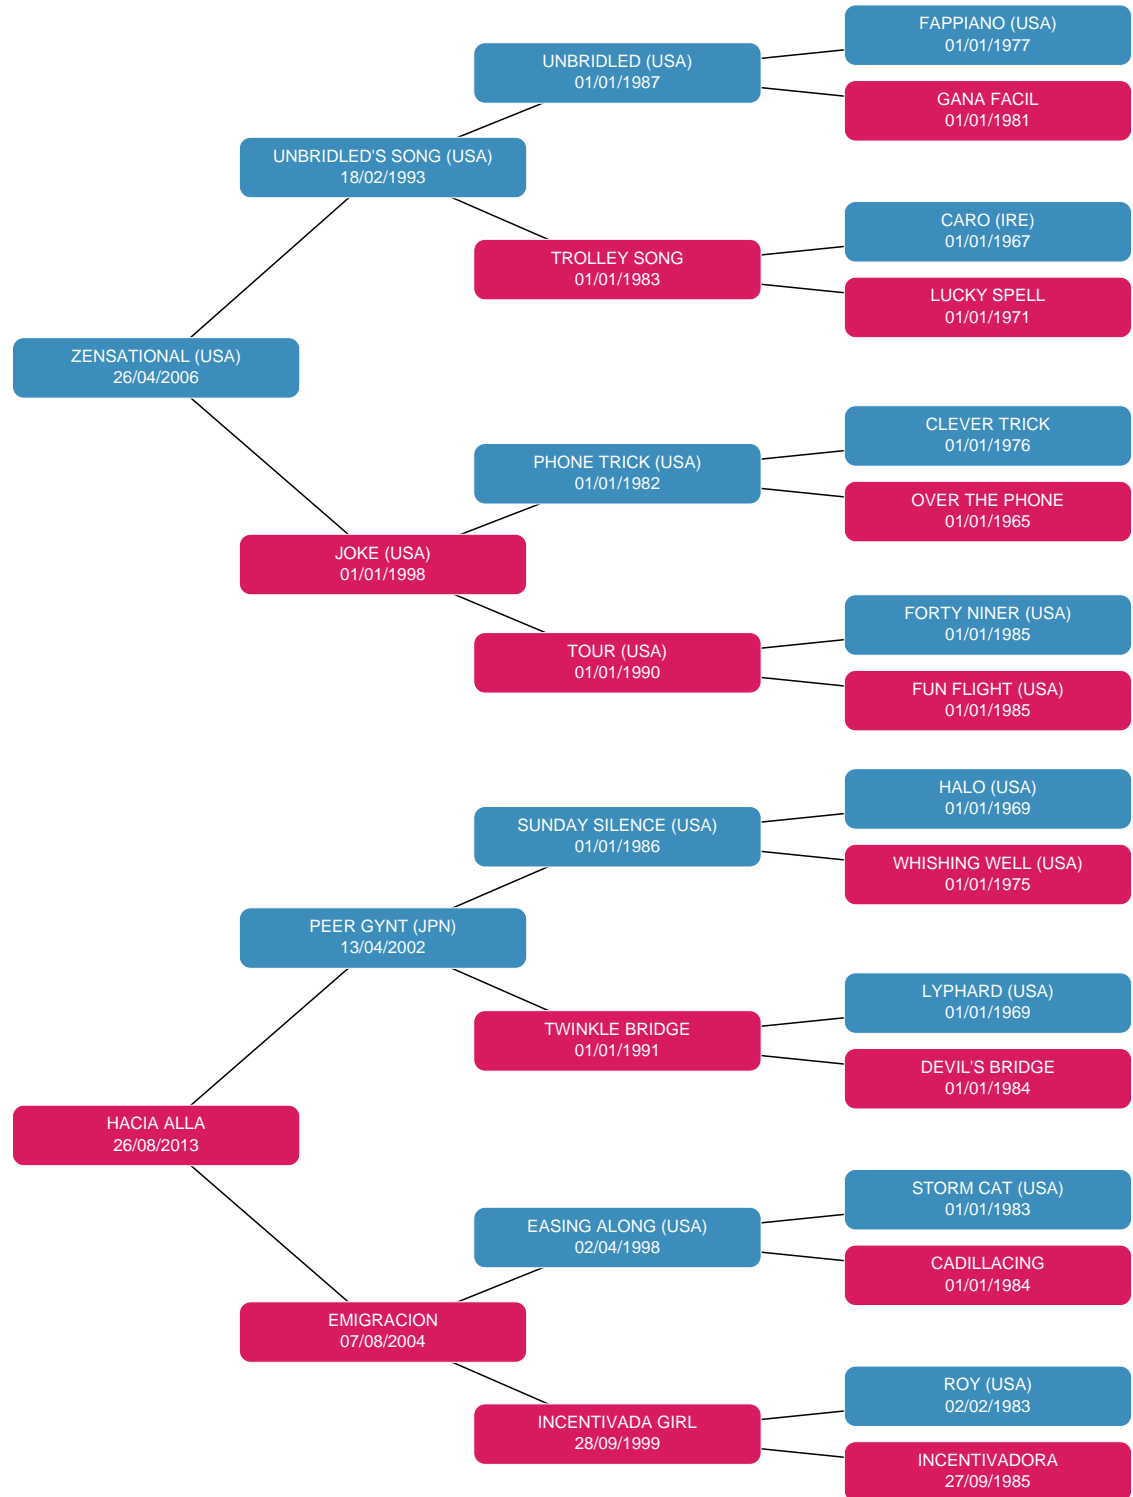 FAPPIANO (USA)
01/01/1977
UNBRIDLED (USA)
01/01/1987
GANA FACIL
01/01/1981
UNBRIDLED'S SONG (USA)
18/02/1993
CARO (IRE)
01/01/1967
TROLLEY SONG
01/01/1983
LUCKY SPELL
01/01/1971
ZENSATIONAL (USA)
26/04/2006
CLEVER TRICK
01/01/1976
PHONE TRICK (USA)
01/01/1982
OVER THE PHONE
01/01/1965
JOKE (USA)
01/01/1998
FORTY NINER (USA)
01/01/1985
TOUR (USA)
01/01/1990
FUN FLIGHT (USA)
01/01/1985
HALO (USA)
01/01/1969
SUNDAY SILENCE (USA)
01/01/1986
WHISHING WELL (USA)
01/01/1975
PEER GYNT (JPN)
13/04/2002
LYPHARD (USA)
01/01/1969
TWINKLE BRIDGE
01/01/1991
DEVIL'S BRIDGE
01/01/1984
HACIA ALLA
26/08/2013
STORM CAT (USA)
01/01/1983
EASING ALONG (USA)
02/04/1998
CADILLACING
01/01/1984
EMIGRACION
07/08/2004
ROY (USA)
02/02/1983
INCENTIVADA GIRL
28/09/1999
INCENTIVADORA
27/09/1985